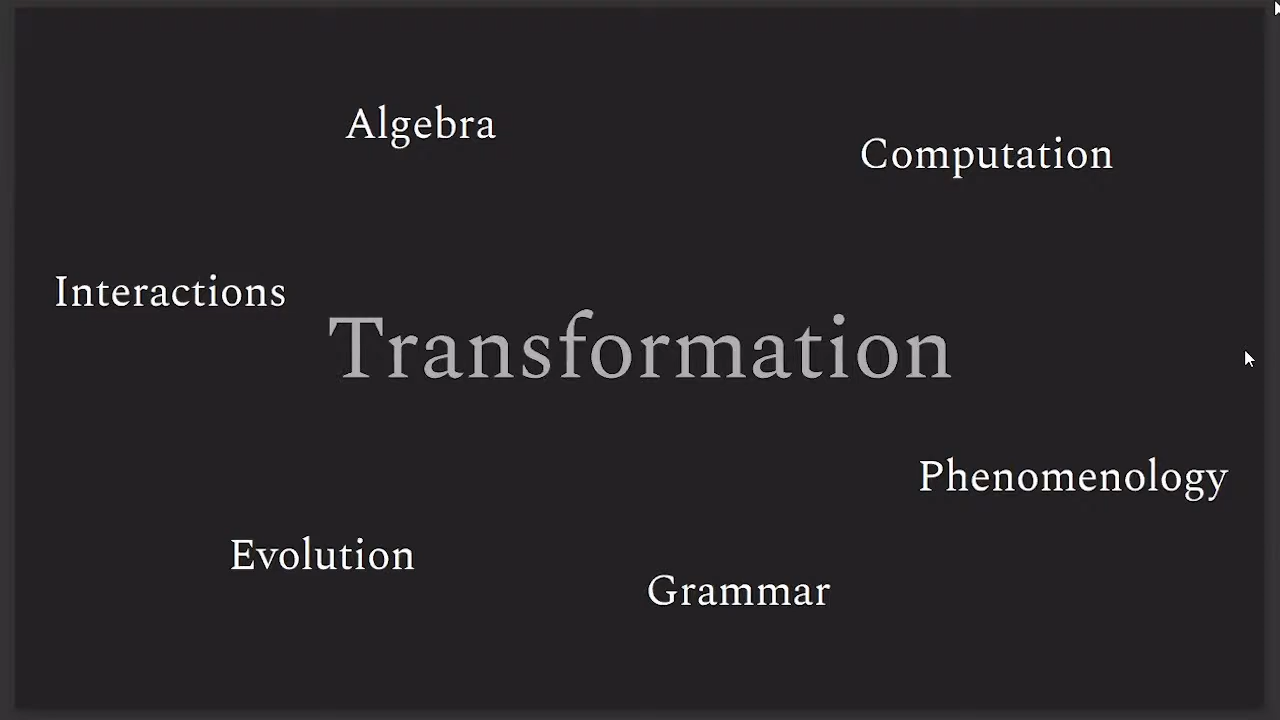 Algebra
Computation
Interactions
Transformation
Phenomenology
Evolution
Grammar